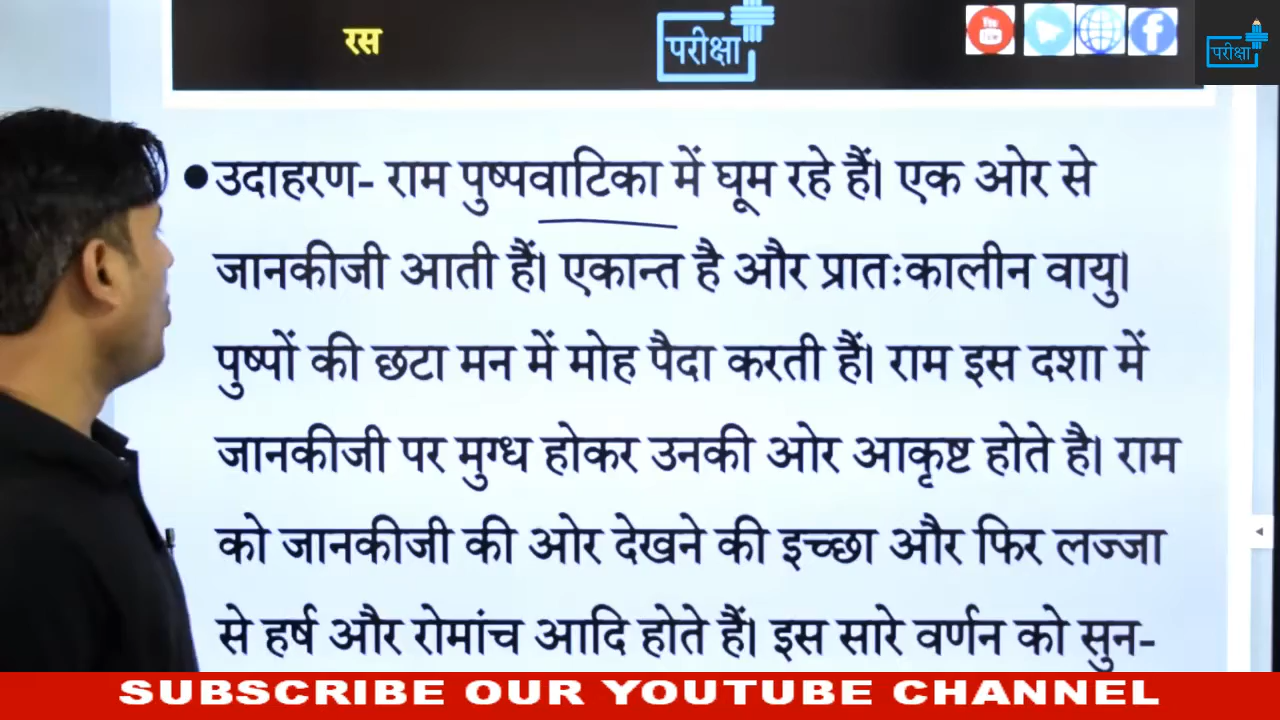 रस
परीक्षा
परीक्षा
You
Tube
•उदाहरण- राम पुष्पवाटिका में घूम रहे हैं। एक ओर से
जानकीजी आती हैं। एकान्त है और प्रातःकालीन वायु।
पुष्पों की छटा मन में मोह पैदा करती हैं। राम इस दशा में
जानकीजी पर मुग्ध होकर उनकी ओर आकृष्ट होते है। राम
को जानकीजी की ओर देखने की इच्छा और फिर लज्जा
से हर्ष और रोमांच आदि होते हैं। इस सारे वर्णन को सुन-
SUBSCRIBE OUR YOUTUBE CHANNEL